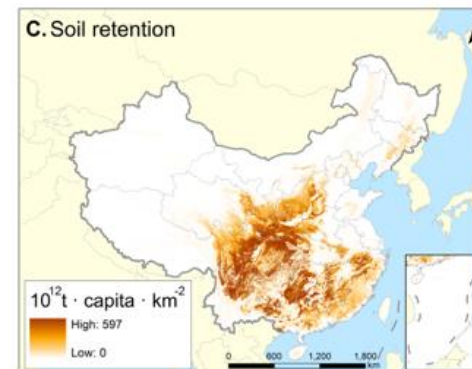 C. Soil retention
10¹²t · capita · km⁻²
High: 597
Low: 0
0 600 1,200 1,800
km